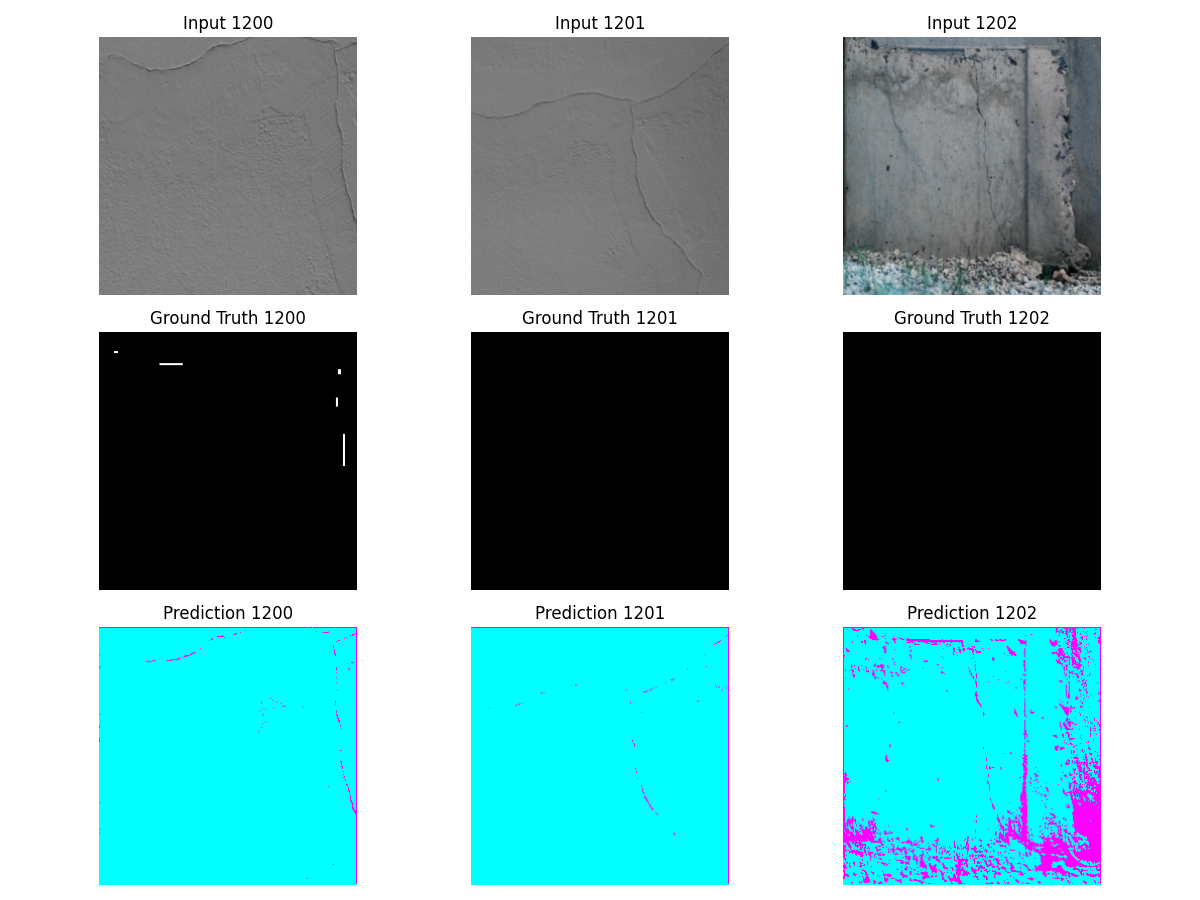 Input 1200
Input 1201
Input 1202
Ground Truth 1200
Ground Truth 1201
Ground Truth 1202
Prediction 1200
Prediction 1201
Prediction 1202